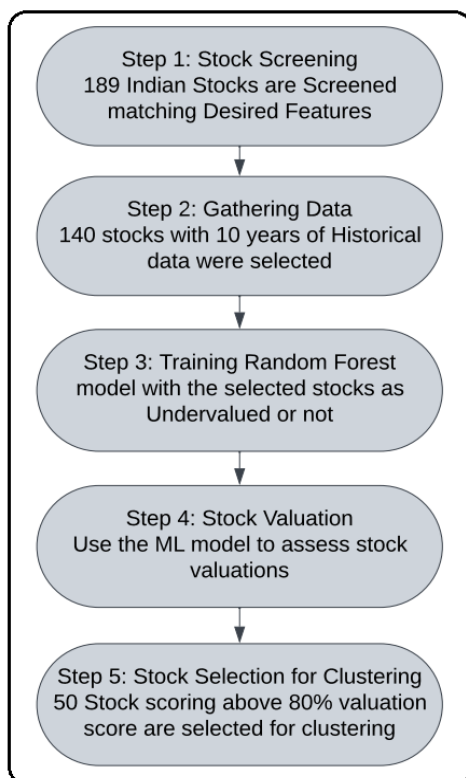 Step 1: Stock Screening
189 Indian Stocks are Screened
matching Desired Features
Step 2: Gathering Data
140 stocks with 10 years of Historical
data were selected
Step 3: Training Random Forest
model with the selected stocks as
Undervalued or not
Step 4: Stock Valuation
Use the ML model to assess stock
valuations
Step 5: Stock Selection for Clustering
50 Stock scoring above 80% valuation
score are selected for clustering